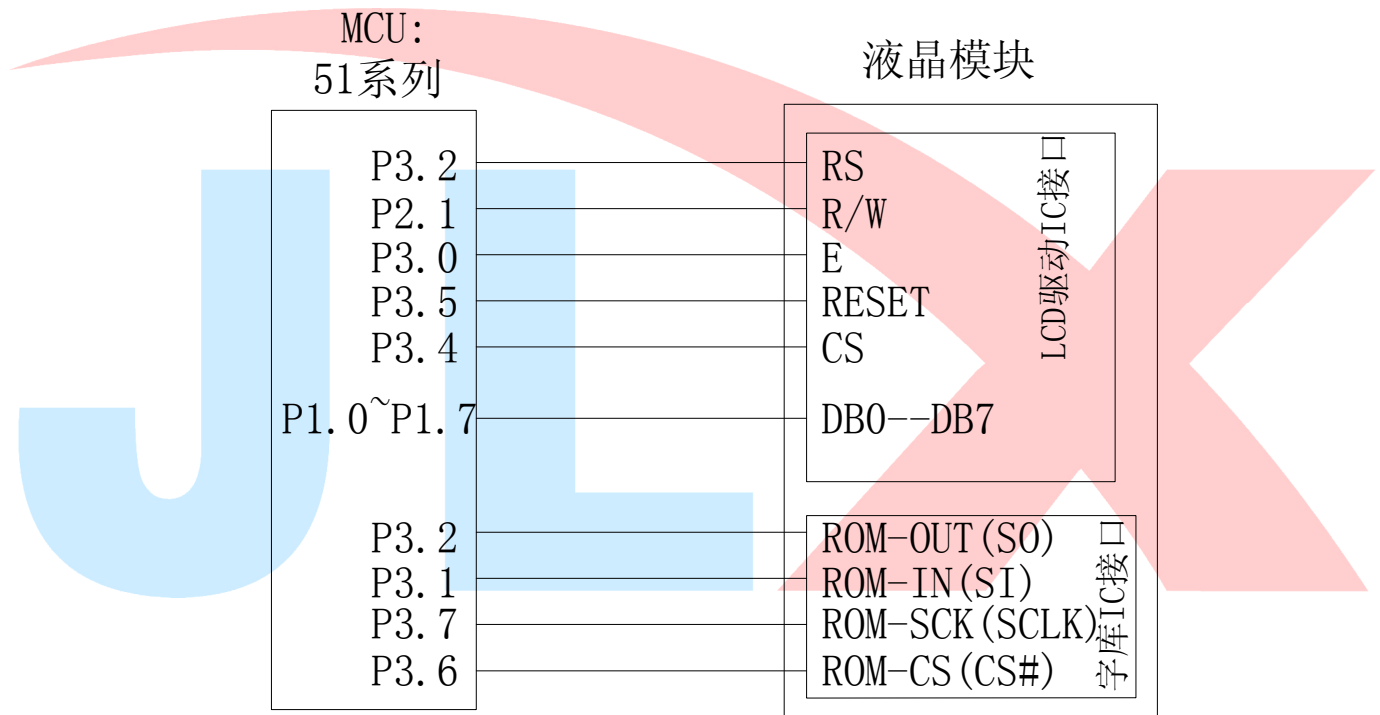 MCU:
51系列
液晶模块
P3.2
P2.1
P3.0
P3.5
P3.4
P1.0~P1.7
P3.2
P3.1
P3.7
P3.6
RS
R/W
E
RESET
CS
DB0--DB7
LCD驱动IC接口
ROM-OUT(SO)
ROM-IN(SI)
ROM-SCK(SCLK)
ROM-CS(CS#)
字库IC接口
JLX